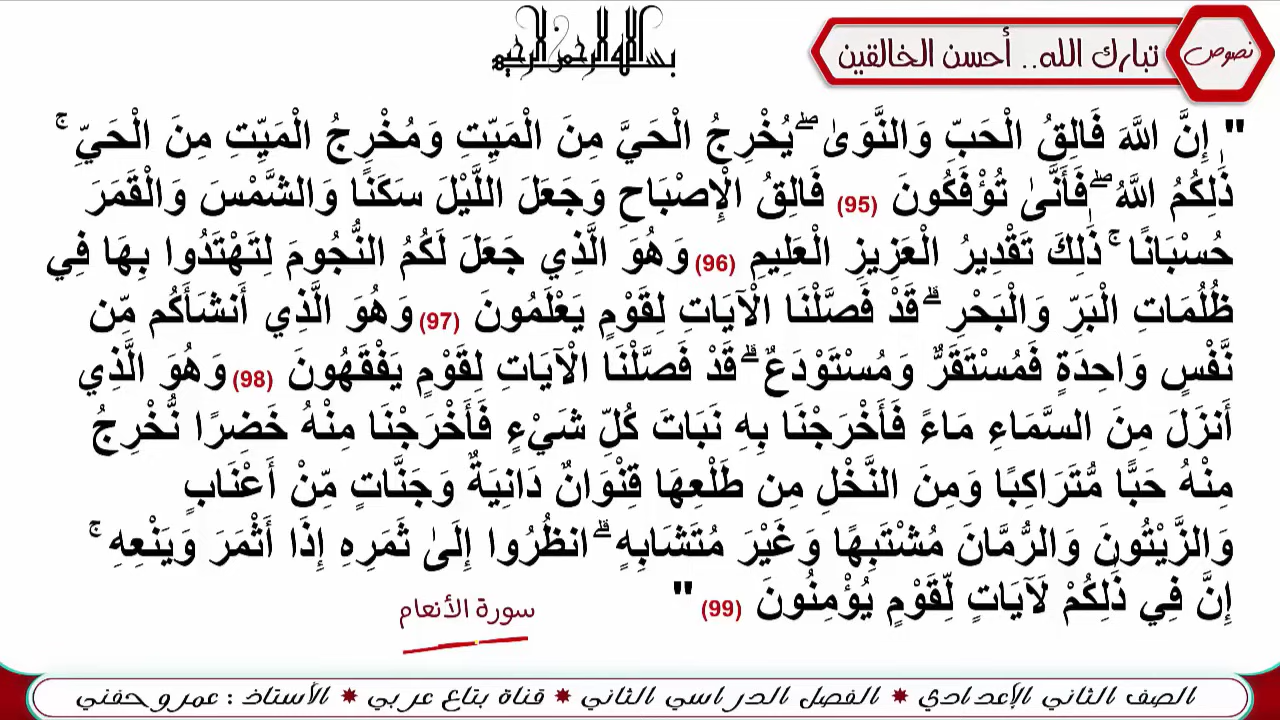 بسم الله الرحمن الرحيم
نصوص
تبارك الله.. أحسن الخالقين
" إِنَّ اللَّهَ فَالِقُ الْحَبِّ وَالنَّوَىٰ ۖ يُخْرِجُ الْحَيَّ مِنَ الْمَيِّتِ وَمُخْرِجُ الْمَيِّتِ مِنَ الْحَيِّ ۚ
ذَٰلِكُمُ اللَّهُ ۖ فَأَنَّىٰ تُؤْفَكُونَ (95) فَالِقُ الْإِصْبَاحِ وَجَعَلَ اللَّيْلَ سَكَنًا وَالشَّمْسَ وَالْقَمَرَ
حُسْبَانًا ۚ ذَٰلِكَ تَقْدِيرُ الْعَزِيزِ الْعَلِيمِ (96) وَهُوَ الَّذِي جَعَلَ لَكُمُ النُّجُومَ لِتَهْتَدُوا بِهَا فِي
ظُلُمَاتِ الْبَرِّ وَالْبَحْرِ ۗ قَدْ فَصَّلْنَا الْآيَاتِ لِقَوْمٍ يَعْلَمُونَ (97) وَهُوَ الَّذِي أَنشَأَكُم مِّن
نَّفْسٍ وَاحِدَةٍ فَمُسْتَقَرٌّ وَمُسْتَوْدَعٌ ۗ قَدْ فَصَّلْنَا الْآيَاتِ لِقَوْمٍ يَفْقَهُونَ (98) وَهُوَ الَّذِي
أَنزَلَ مِنَ السَّمَاءِ مَاءً فَأَخْرَجْنَا بِهِ نَبَاتَ كُلِّ شَيْءٍ فَأَخْرَجْنَا مِنْهُ خَضِرًا نُّخْرِجُ
مِنْهُ حَبًّا مُّتَرَاكِبًا وَمِنَ النَّخْلِ مِن طَلْعِهَا قِنْوَانٌ دَانِيَةٌ وَجَنَّاتٍ مِّنْ أَعْنَابٍ
وَالزَّيْتُونَ وَالرُّمَّانَ مُشْتَبِهًا وَغَيْرَ مُتَشَابِهٍ ۗ انظُرُوا إِلَىٰ ثَمَرِهِ إِذَا أَثْمَرَ وَيَنْعِهِ ۚ
إِنَّ فِي ذَٰلِكُمْ لَآيَاتٍ لِّقَوْمٍ يُؤْمِنُونَ (99) "
سورة الأنعام
الصف الثاني الإعدادي * الفصل الدراسي الثاني * قناة بتاع عربي * الأستاذ : عمرو حفني